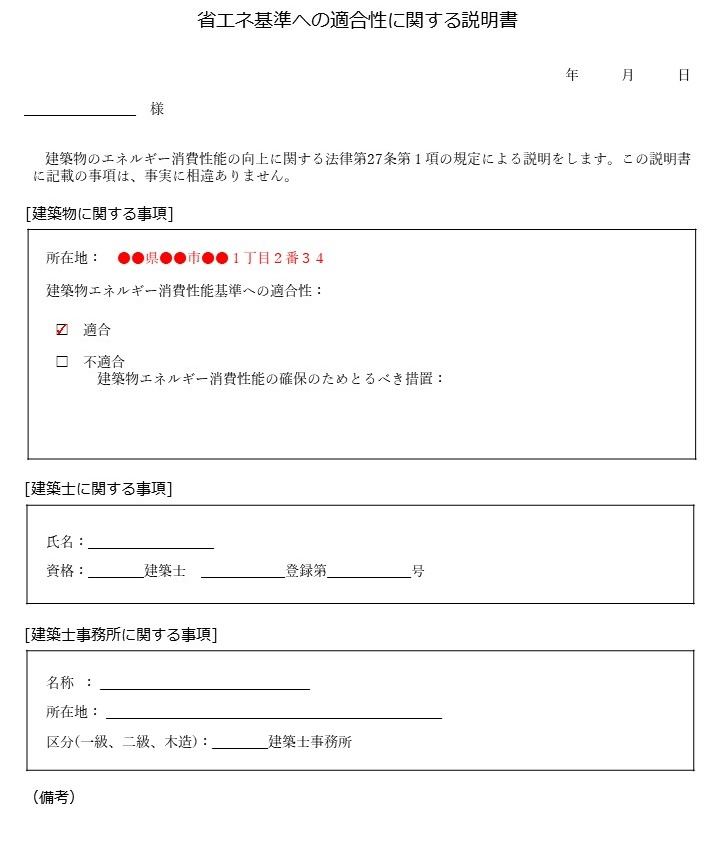 省エネ基準への適合性に関する説明書
年 月 日
様
建築物のエネルギー消費性能の向上に関する法律第27条第１項の規定による説明をします。この説明書
に記載の事項は、事実に相違ありません。
[建築物に関する事項]
所在地： ●●県●●市●●１丁目２番３４
建築物エネルギー消費性能基準への適合性：
☑ 適合
□ 不適合
建築物エネルギー消費性能の確保のためとるべき措置：
[建築士に関する事項]
氏名：＿＿＿＿＿＿＿＿＿
資格：＿＿＿＿建築士 ＿＿＿＿＿＿登録第＿＿＿＿＿＿号
[建築士事務所に関する事項]
名称 ：＿＿＿＿＿＿＿＿＿＿＿＿＿＿＿
所在地：＿＿＿＿＿＿＿＿＿＿＿＿＿＿＿＿＿＿＿＿＿＿＿＿
区分(一級、二級、木造)：＿＿＿＿建築士事務所
（備考）